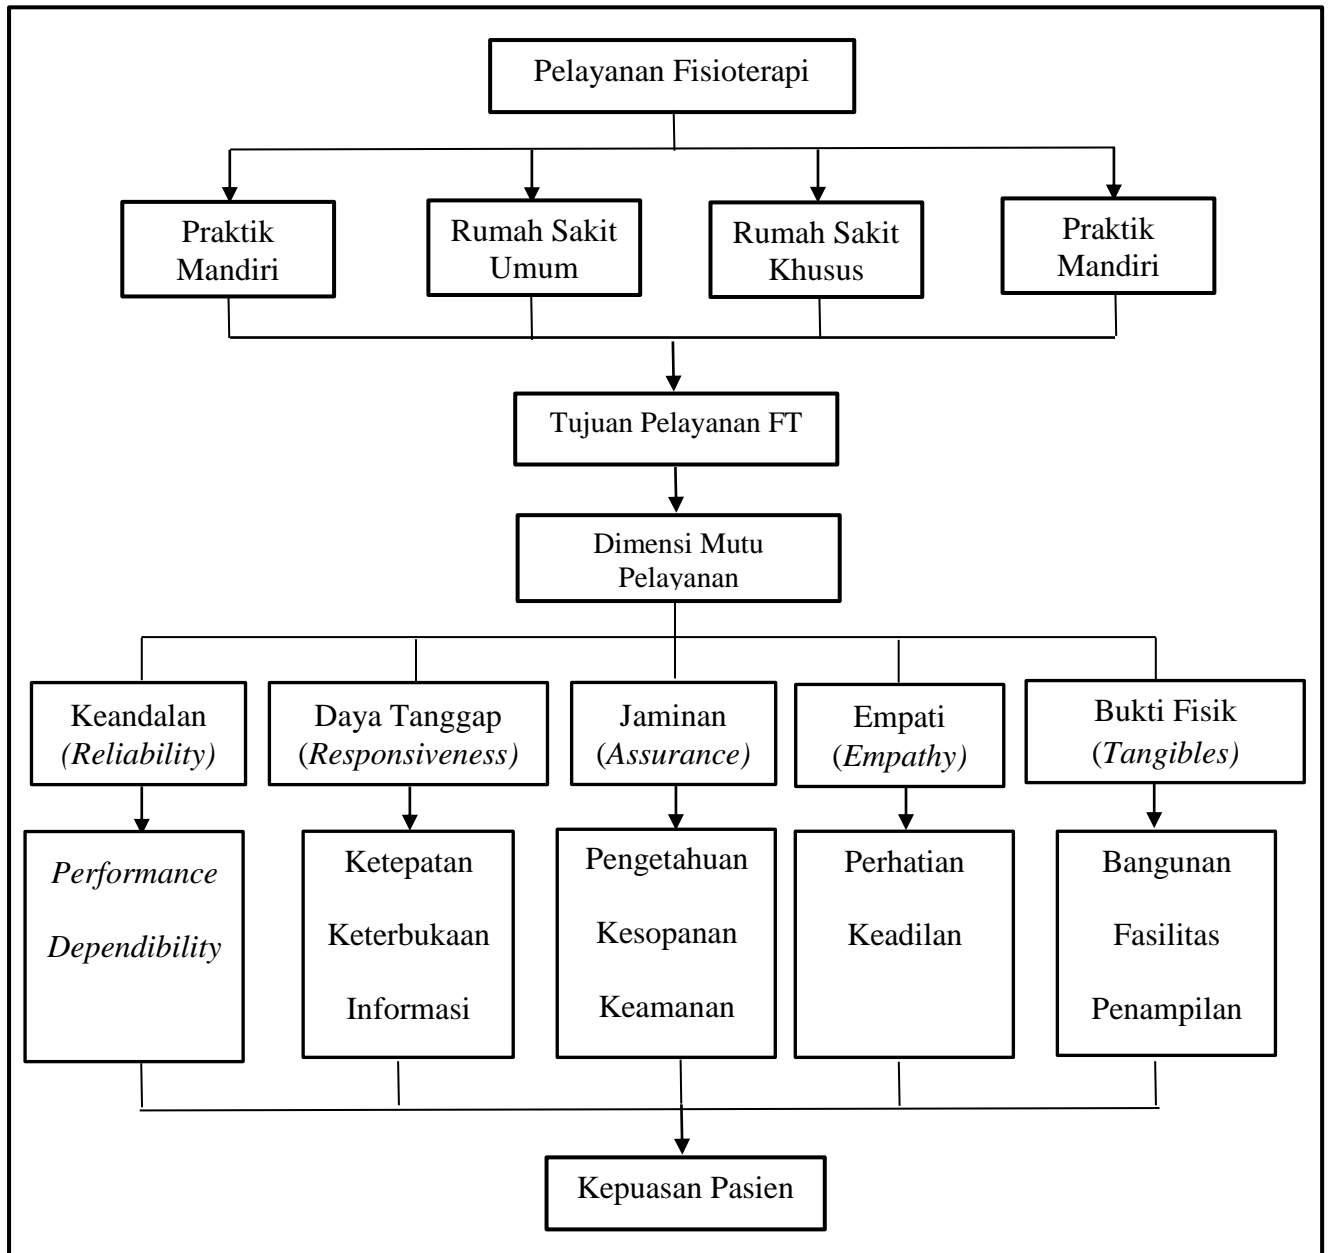 Pelayanan Fisioterapi
Praktik
Mandiri
Rumah Sakit
Umum
Rumah Sakit
Khusus
Praktik
Mandiri
Tujuan Pelayanan FT
Dimensi Mutu
Pelayanan
Keandalan
(Reliability)
Daya Tanggap
(Responsiveness)
Jaminan
(Assurance)
Empati
(Empathy)
Bukti Fisik
(Tangibles)
Performance
Dependibility
Ketepatan
Keterbukaan
Informasi
Pengetahuan
Kesopanan
Keamanan
Perhatian
Keadilan
Bangunan
Fasilitas
Penampilan
Kepuasan Pasien